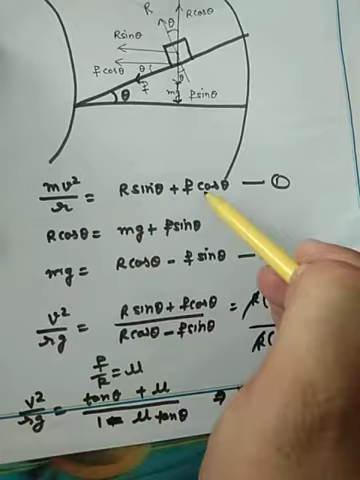 R
Rcosθ
θ
Rsinθ
fcosθ
θ
θ
f
mg
fsinθ
θ
mv²/r = Rsinθ + fcosθ — ①
Rcosθ = mg + fsinθ
mg = Rcosθ - fsinθ —
v²/rg = Rsinθ + fcosθ / Rcosθ - fsinθ =
f/R = μ
v²/rg = tanθ + μ / 1 - μ tanθ ⇒